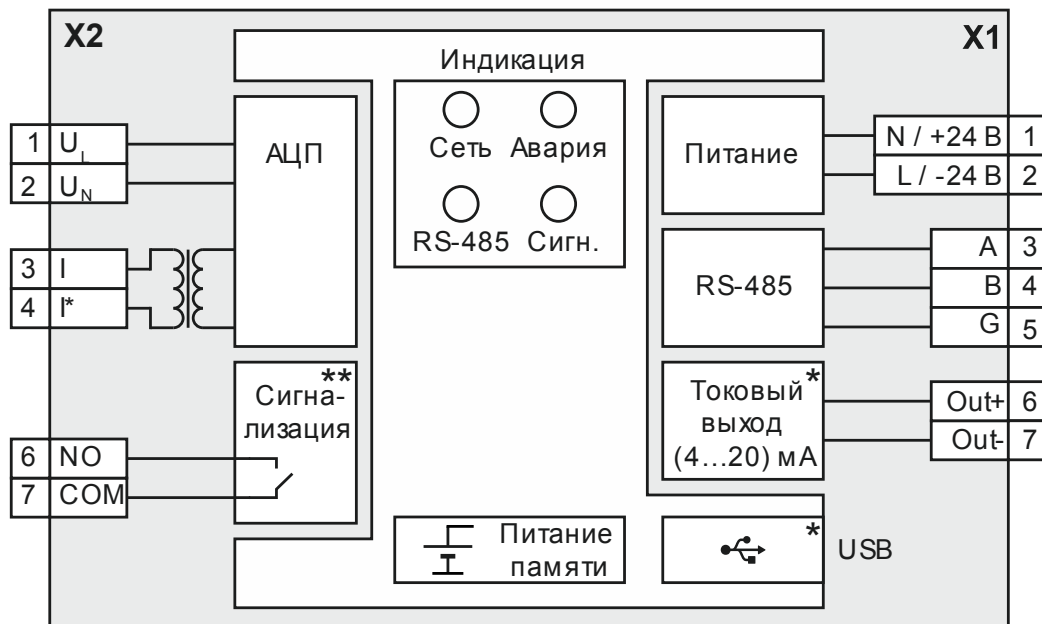 X2
X1
Индикация
Сеть Авария
RS-485 Сигн.
1 U_L
2 U_N
3 I
4 I*
АЦП
**
Сигна-
лизация
6 NO
7 COM
Питание
N / +24 В 1
L / -24 В 2
RS-485
A 3
B 4
G 5
*
Токовый
выход
(4...20) мА
Out+ 6
Out- 7
Питание
памяти
*
USB